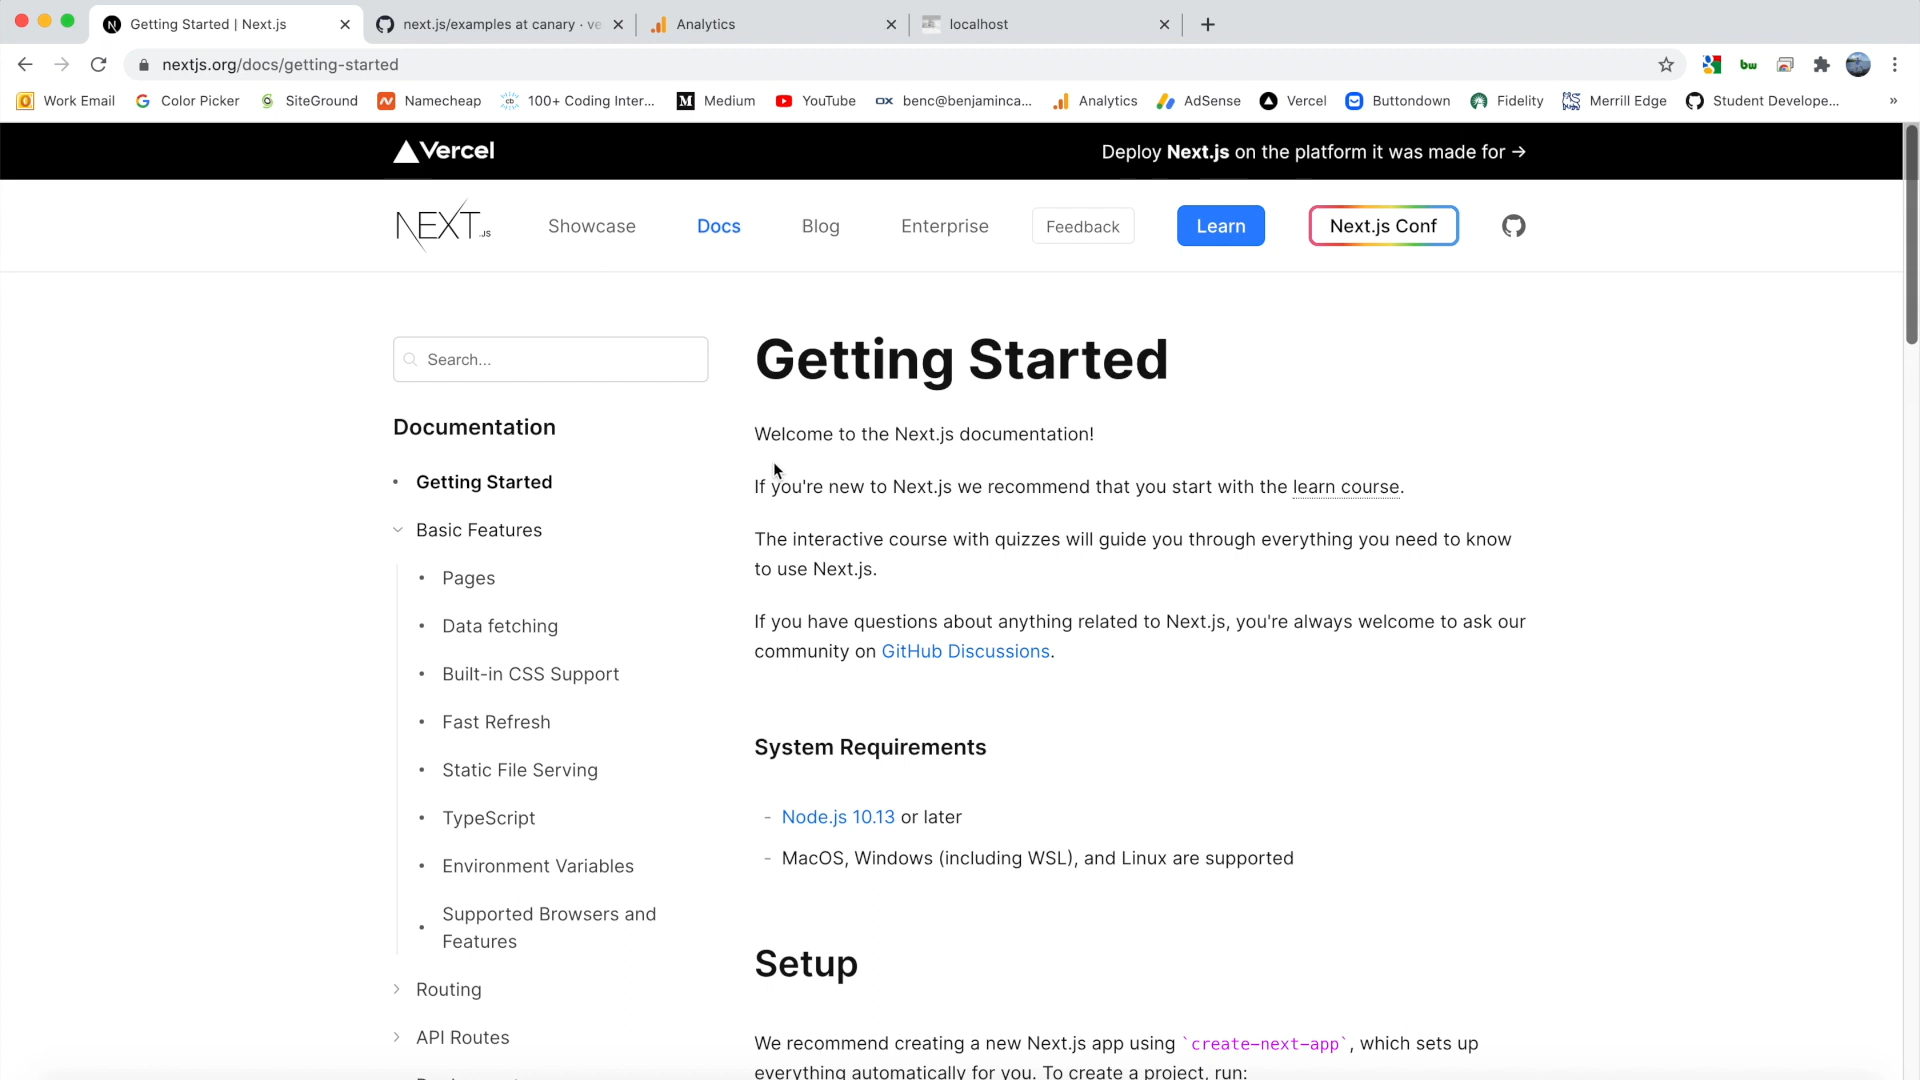 Getting Started | Next.js
next.js/examples at canary · ve
Analytics
localhost
nextjs.org/docs/getting-started
Work Email
Color Picker
SiteGround
Namecheap
100+ Coding Inter...
Medium
YouTube
benc@benjaminca...
Analytics
AdSense
Vercel
Buttondown
Fidelity
Merrill Edge
Student Develope...
»
Vercel
Deploy Next.js on the platform it was made for →
NEXT.JS
Showcase
Docs
Blog
Enterprise
Feedback
Learn
Next.js Conf
Search...
Documentation
Getting Started
Basic Features
Pages
Data fetching
Built-in CSS Support
Fast Refresh
Static File Serving
TypeScript
Environment Variables
Supported Browsers and
Features
Routing
API Routes
Getting Started
Welcome to the Next.js documentation!
If you're new to Next.js we recommend that you start with the learn course.
The interactive course with quizzes will guide you through everything you need to know
to use Next.js.
If you have questions about anything related to Next.js, you're always welcome to ask our
community on GitHub Discussions.
System Requirements
- Node.js 10.13 or later
- MacOS, Windows (including WSL), and Linux are supported
Setup
We recommend creating a new Next.js app using `create-next-app`, which sets up
everything automatically for you. To create a project, run: